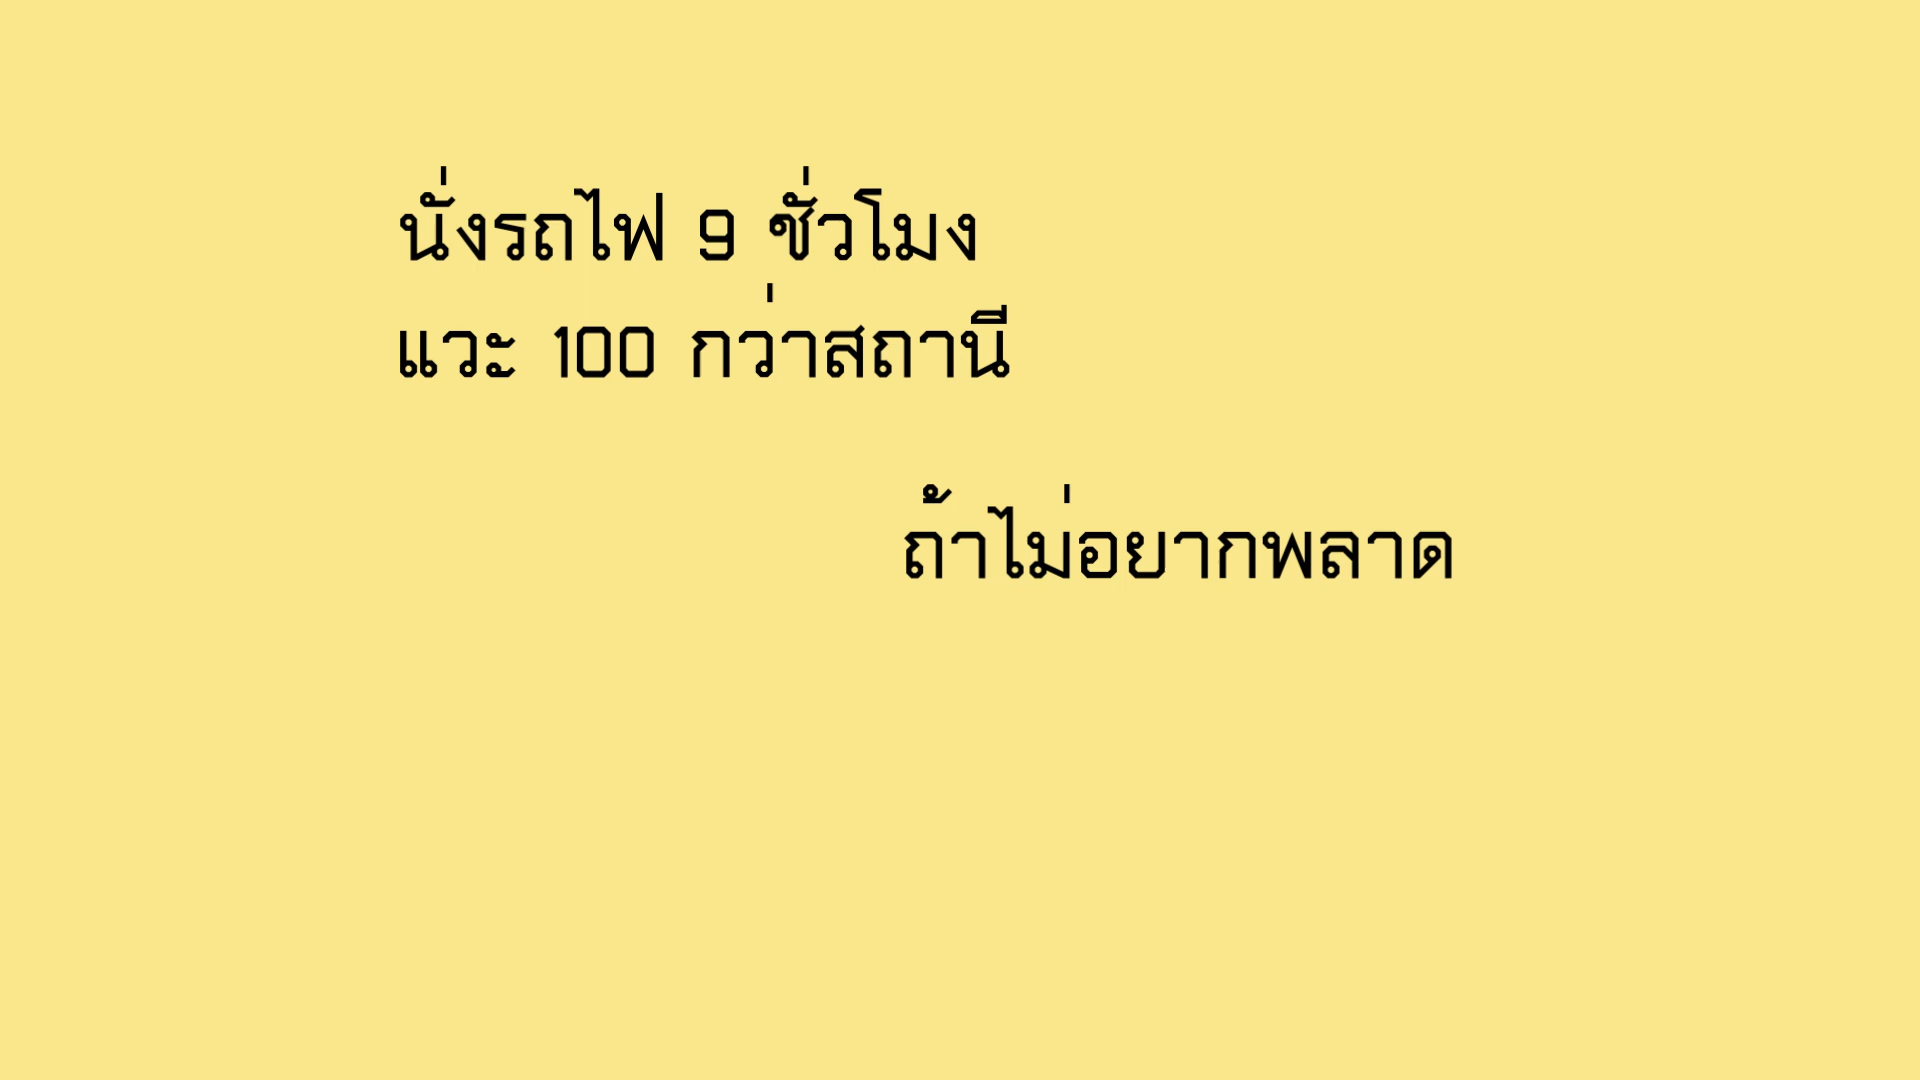 นั่งรถไฟ 9 ชั่วโมง
แวะ 100 กว่าสถานี
ถ้าไม่อยากพลาด